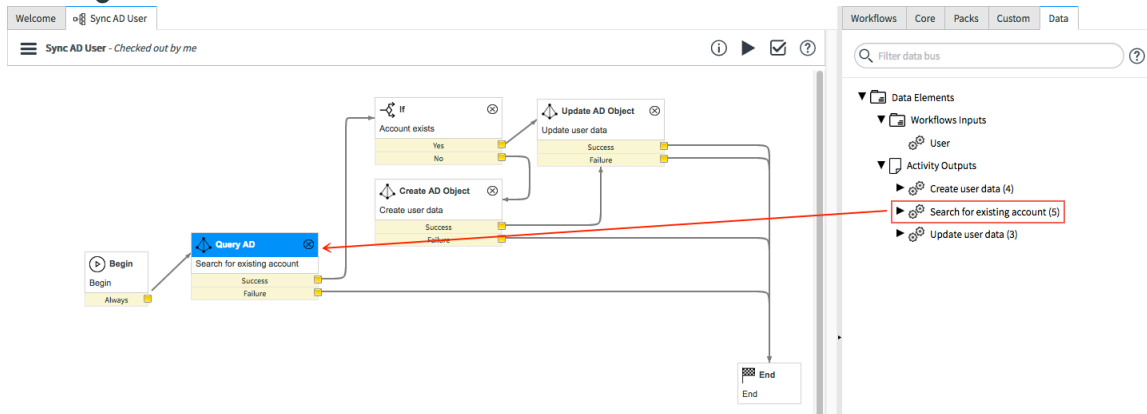 Welcome
Sync AD User
Sync AD User - Checked out by me
If
Account exists
Yes
No
Update AD Object
Update user data
Success
Failure
Create AD Object
Create user data
Success
Failure
Query AD
Search for existing account
Success
Failure
Begin
Begin
Always
End
End
Workflows Core Packs Custom Data
Filter data bus
Data Elements
Workflows Inputs
User
Activity Outputs
Create user data (4)
Search for existing account (5)
Update user data (3)